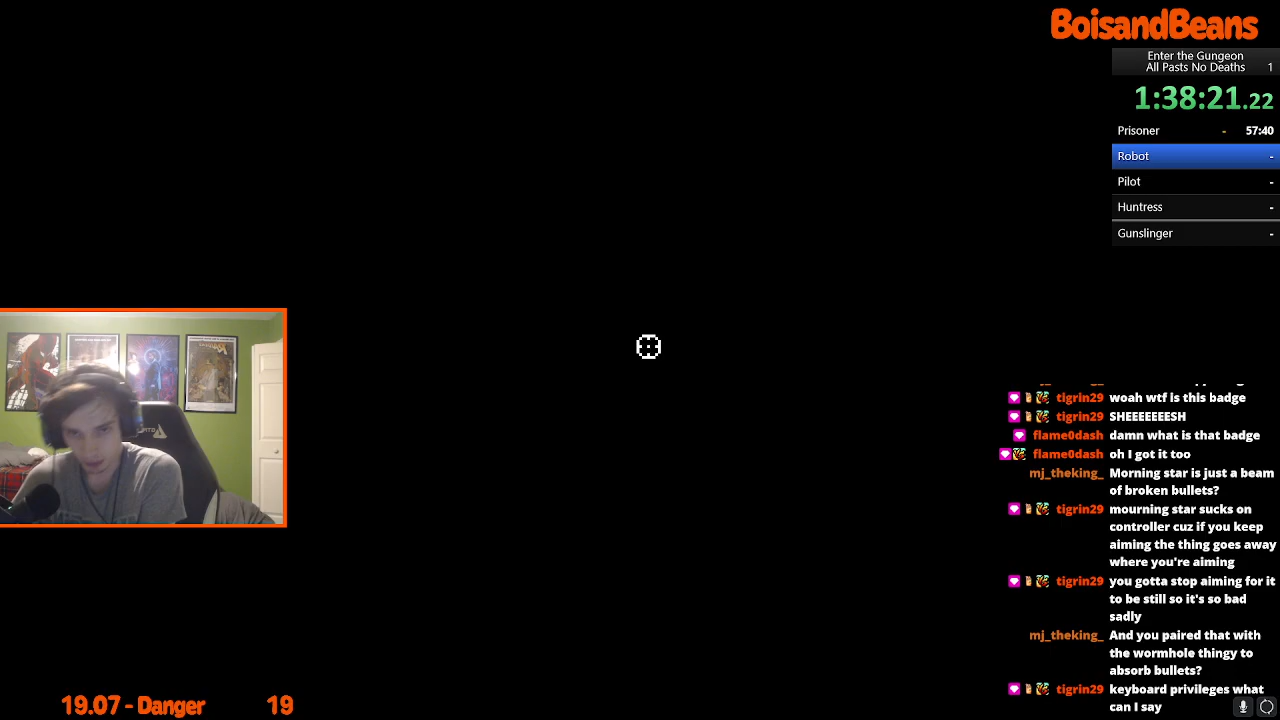 BoisandBeans
Enter the Gungeon
All Pasts No Deaths 1
1:38:21.22
Prisoner - 57:40
Robot -
Pilot -
Huntress -
Gunslinger -
tigrin29 woah wtf is this badge
tigrin29 SHEEEEEESH
flame0dash damn what is that badge
flame0dash oh I got it too
mj_theking_ Morning star is just a beam
of broken bullets?
tigrin29 mourning star sucks on
controller cuz if you keep
aiming the thing goes away
where you're aiming
tigrin29 you gotta stop aiming for it
to be still so it's so bad
sadly
mj_theking_ And you paired that with
the wormhole thingy to
absorb bullets?
tigrin29 keyboard privileges what
can I say
19.07 - Danger 19